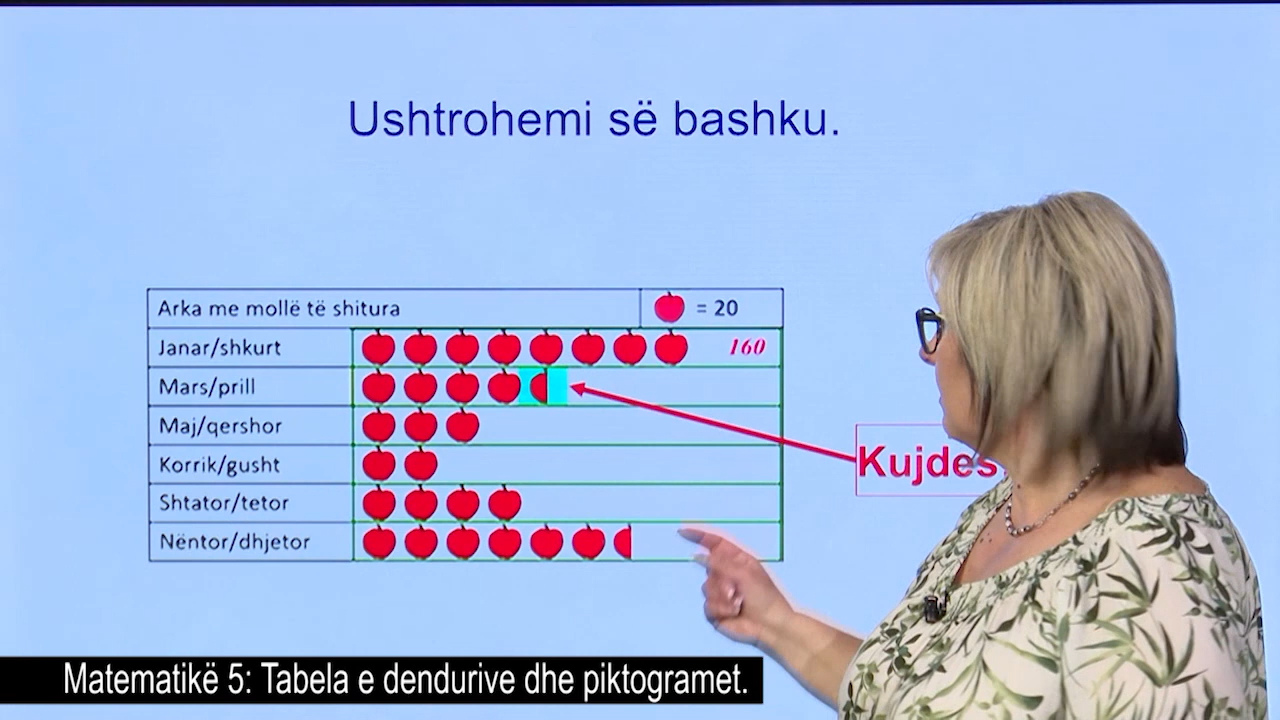 Ushtrohemi së bashku.
Arka me mollë të shitura = 20
Janar/shkurt 160
Mars/prill
Maj/qershor
Korrik/gusht
Shtator/tetor
Nëntor/dhjetor
Kujdes
Matematikë 5: Tabela e dendurive dhe piktogramet.